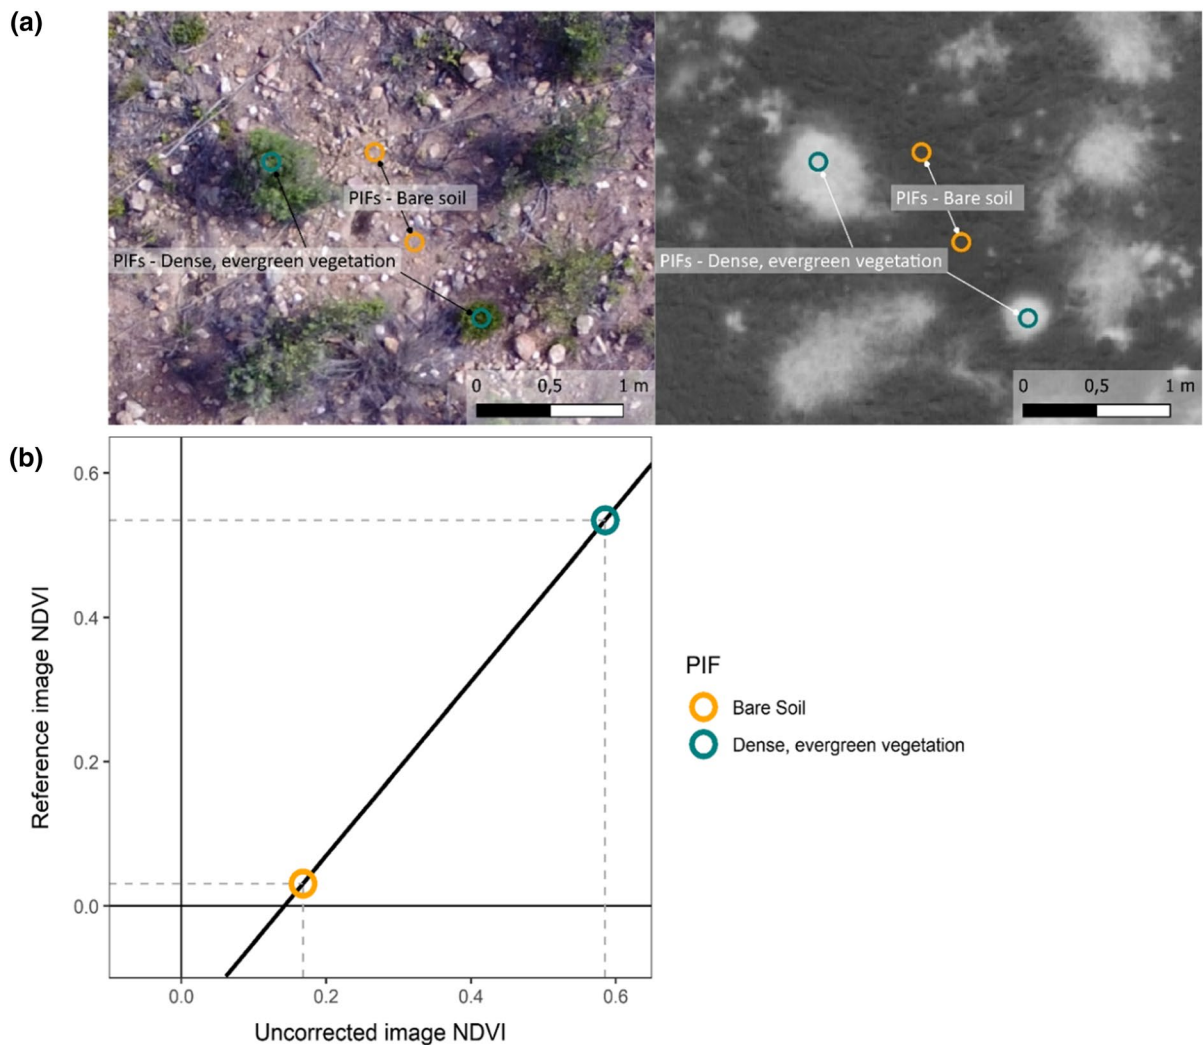 (a)
PIFs - Bare soil
PIFs - Dense, evergreen vegetation
0 0,5 1 m
PIFs - Bare soil
PIFs - Dense, evergreen vegetation
0 0,5 1 m
(b)
Reference image NDVI
0.6
0.4
0.2
0.0
0.0 0.2 0.4 0.6
Uncorrected image NDVI
PIF
Bare Soil
Dense, evergreen vegetation